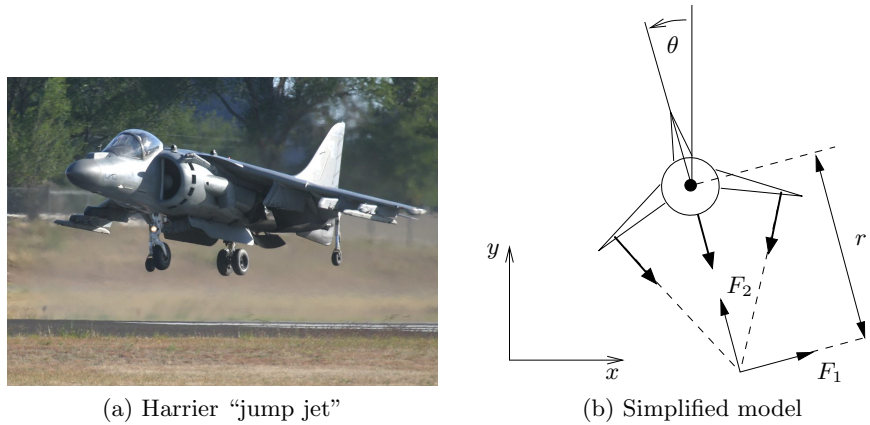 θ
y
r
F₂
x
F₁
(a) Harrier “jump jet”
(b) Simplified model